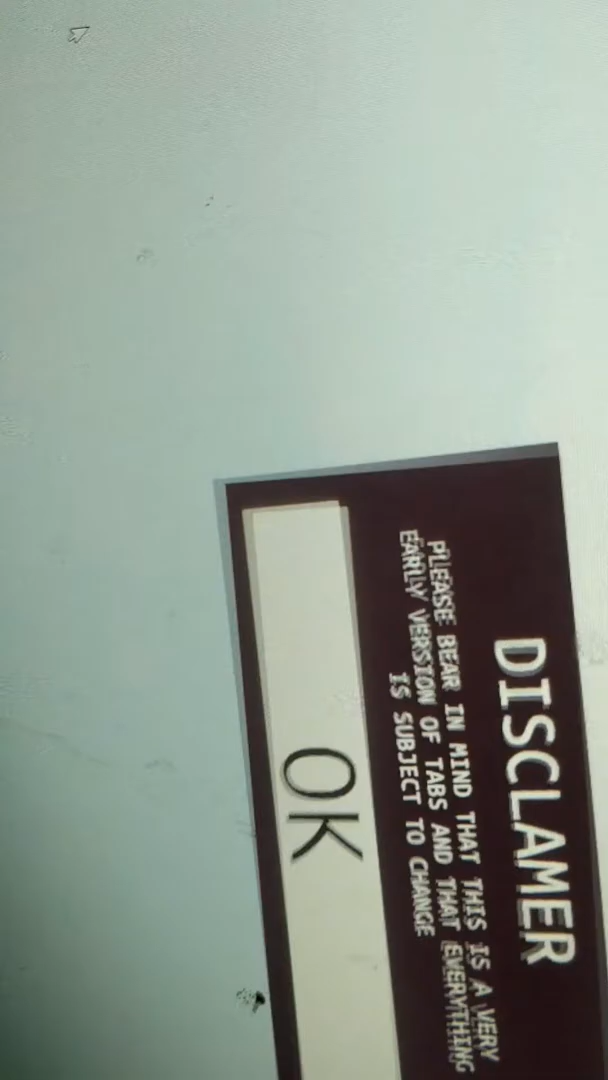 DISCLAMER
PLEASE BEAR IN MIND THAT THIS IS A VERY
EARLY VERSION OF TABS AND THAT EVERYTHING
IS SUBJECT TO CHANGE
OK